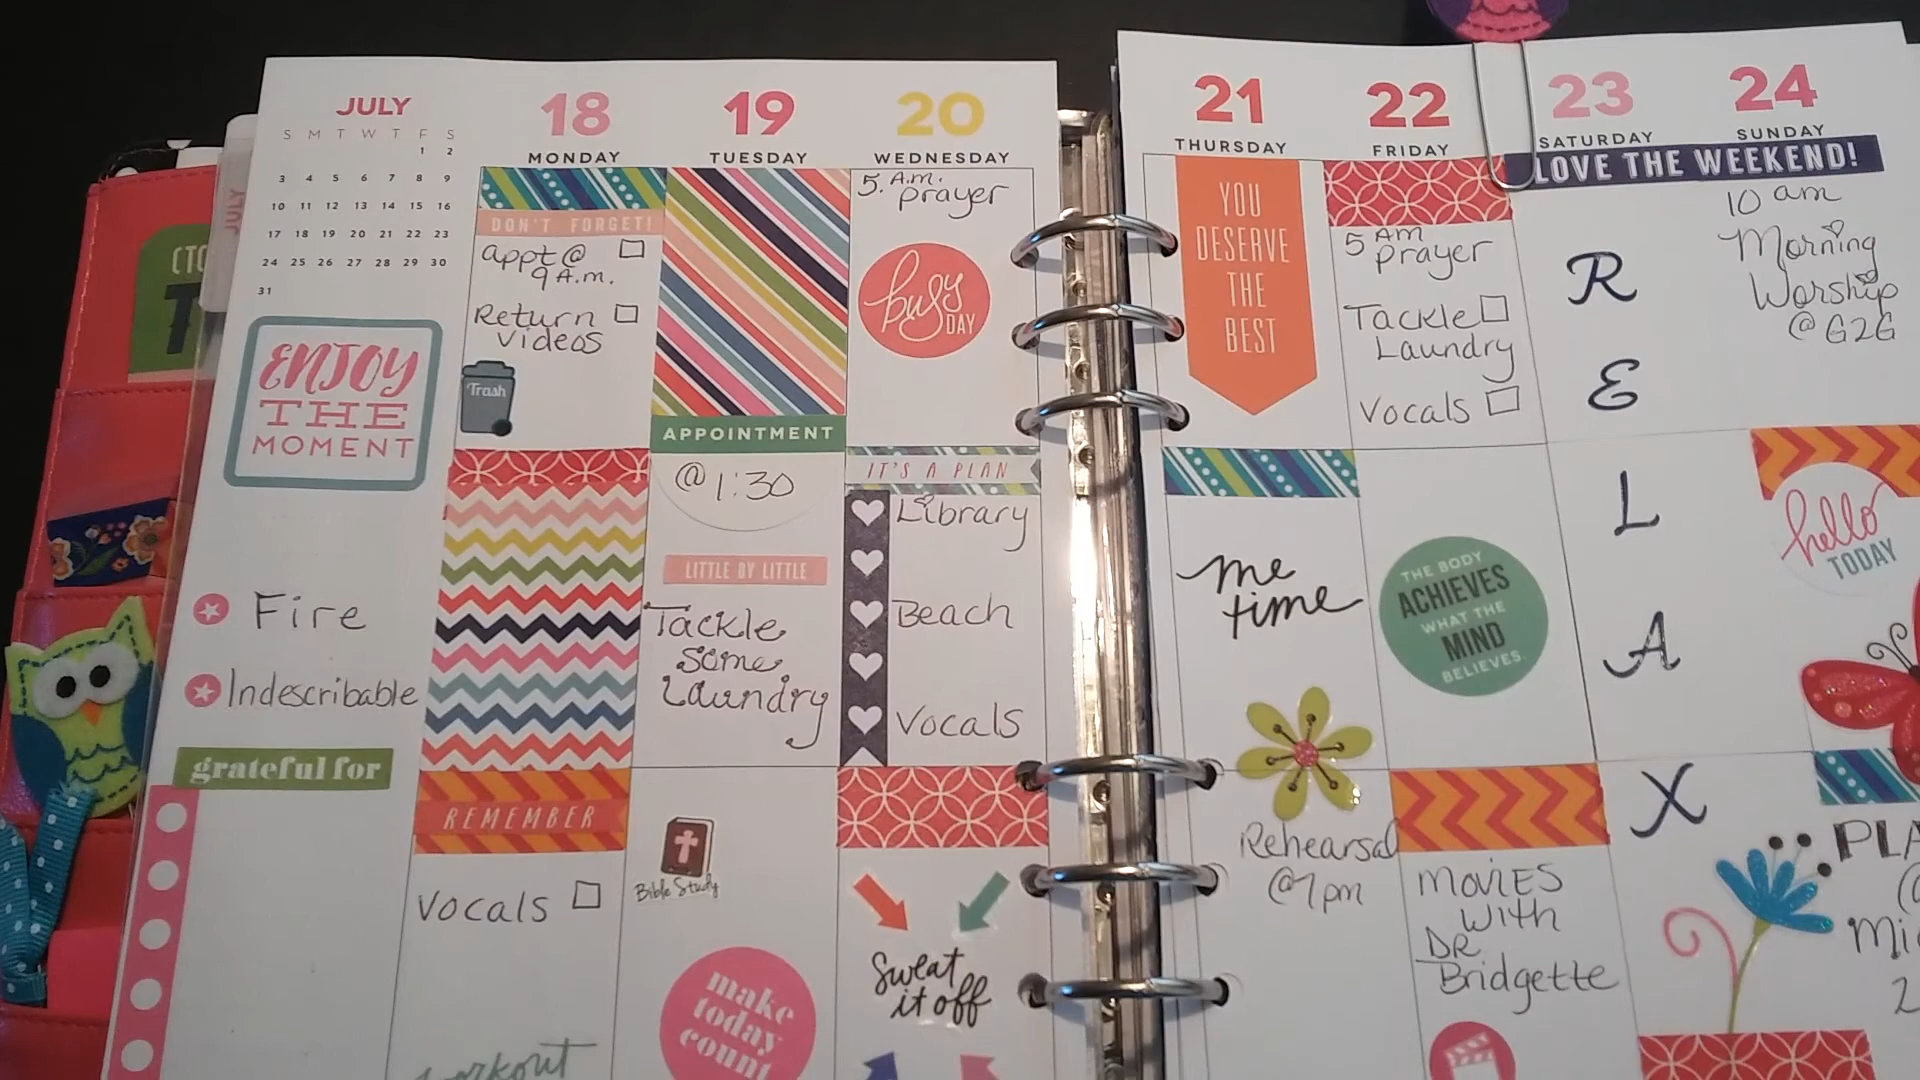 JULY
S M T W T F S
1 2
3 4 5 6 7 8 9
10 11 12 13 14 15 16
17 18 19 20 21 22 23
24 25 26 27 28 29 30
31
ENJOY
THE
MOMENT
Fire
Indescribable
grateful for
JULY
18
MONDAY
DON'T FORGET!
appt @
9 A.m.
Return
Videos
Trash
REMEMBER
Vocals
workout
19
TUESDAY
APPOINTMENT
@ 1:30
LITTLE BY LITTLE
Tackle
Some
Laundry
Bible Study
make
today
count
20
WEDNESDAY
5. A.m.
prayer
busy
DAY
IT'S A PLAN
Library
Beach
Vocals
Sweat
it off
21
THURSDAY
YOU
DESERVE
THE
BEST
me
time
Rehearsal
@7pm
22
FRIDAY
5 AM
prayer
Tackle
Laundry
Vocals
THE BODY
ACHIEVES
WHAT THE
MIND
BELIEVES.
MOVIES
With
DR
Bridgette
23
SATURDAY
24
SUNDAY
LOVE THE WEEKEND!
R
E
L
A
X
10 am
Morning
Worship
@ G2G
hello
TODAY